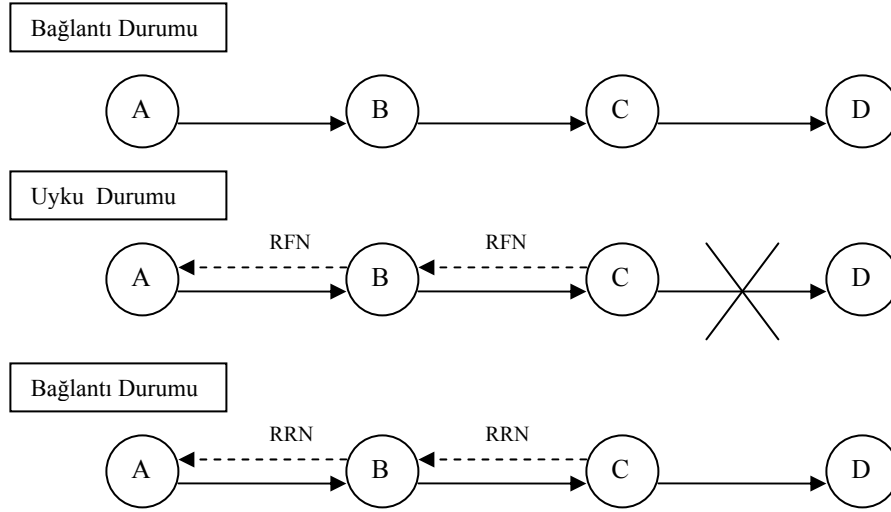 Bağlantı Durumu
A B C D
Uyku Durumu
RFN RFN
A B C D
Bağlantı Durumu
RRN RRN
A B C D